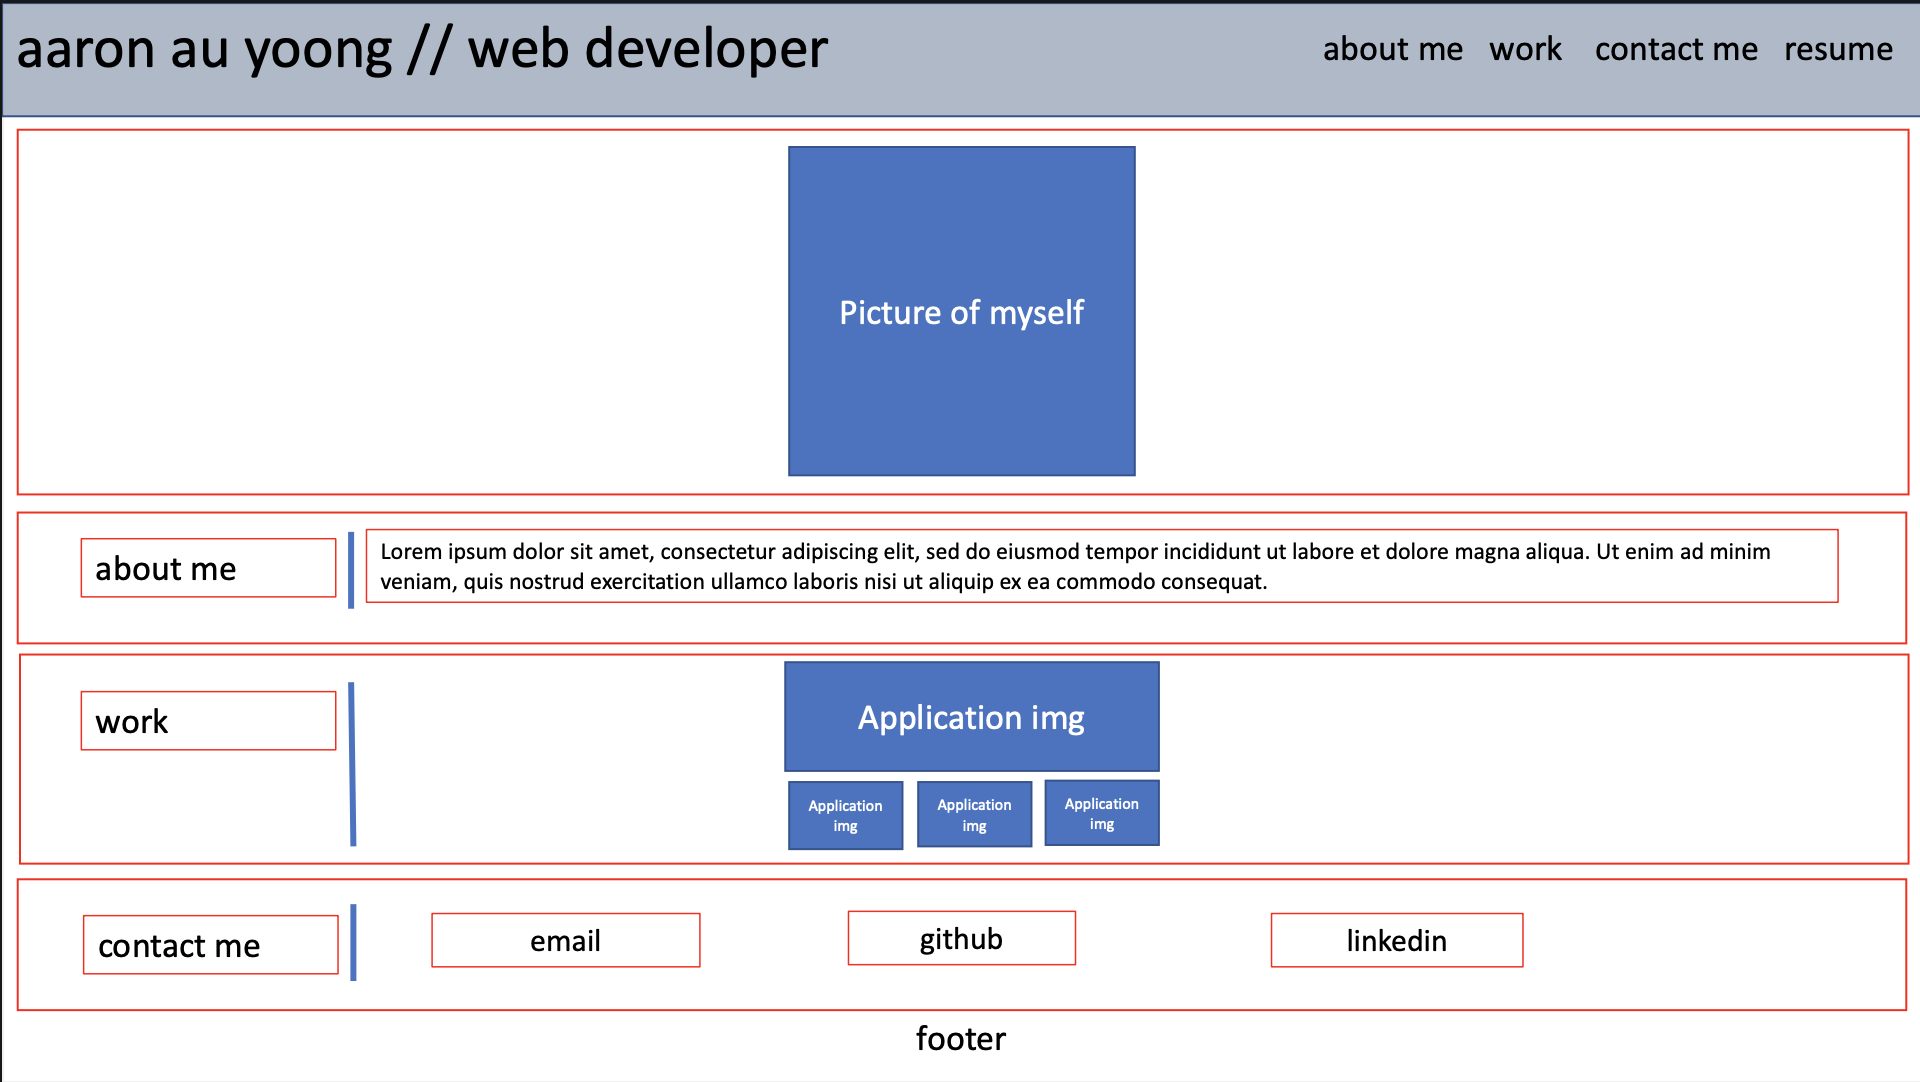 aaron au yoong // web developer
about me work contact me resume
Picture of myself
about me
Lorem ipsum dolor sit amet, consectetur adipiscing elit, sed do eiusmod tempor incididunt ut labore et dolore magna aliqua. Ut enim ad minim
veniam, quis nostrud exercitation ullamco laboris nisi ut aliquip ex ea commodo consequat.
work
Application img
Application
img
Application
img
Application
img
contact me
email
github
linkedin
footer